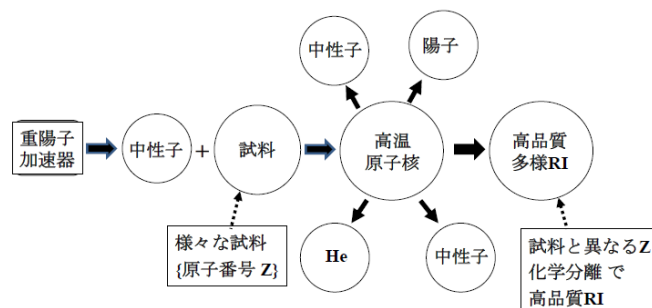 中性子
陽子
重陽子
加速器
中性子
+
試料
高温
原子核
高品質
多様RI
様々な試料
{原子番号 Z}
He
中性子
試料と異なるZ
化学分離 で
高品質RI